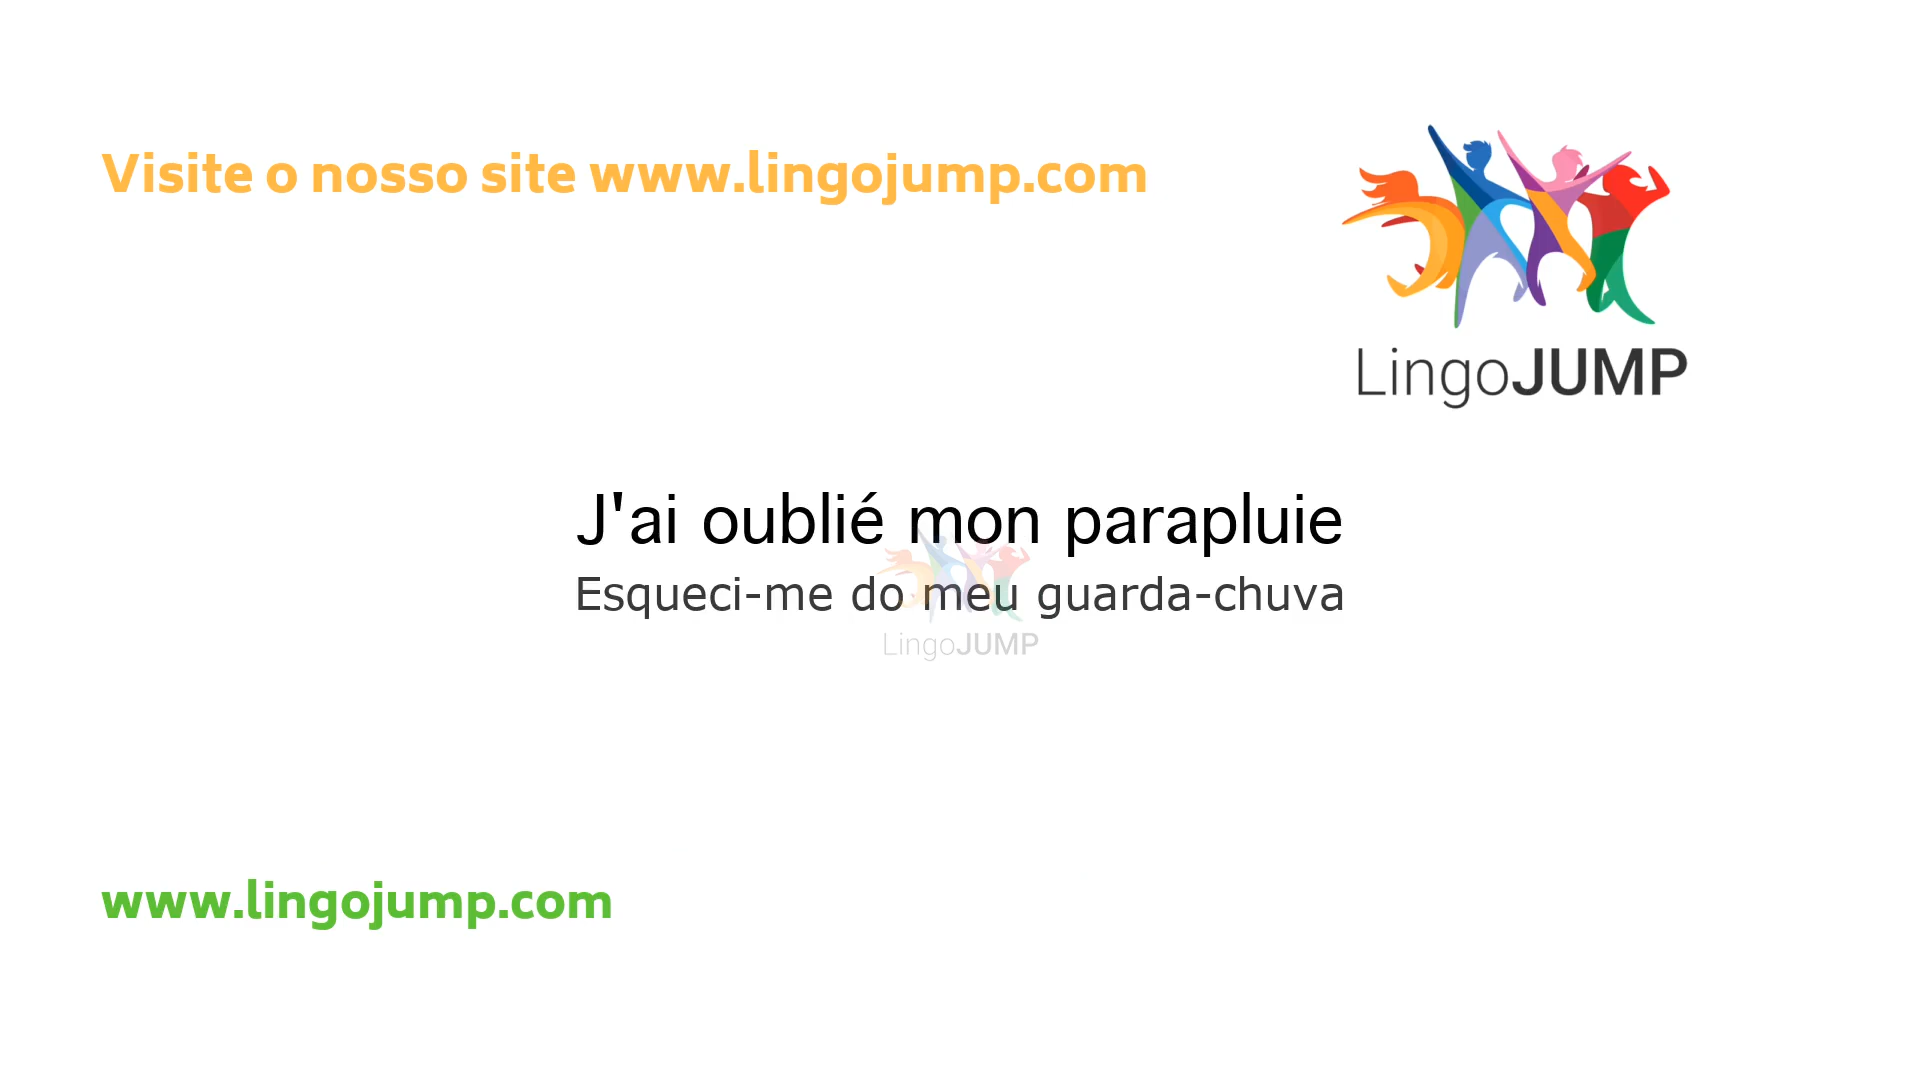 Visite o nosso site www.lingojump.com
LingoJUMP
J'ai oublié mon parapluie
Esqueci-me do meu guarda-chuva
LingoJUMP
www.lingojump.com